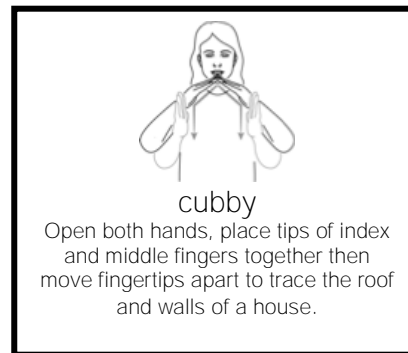 cubby
Open both hands, place tips of index
and middle fingers together then
move fingertips apart to trace the roof
and walls of a house.